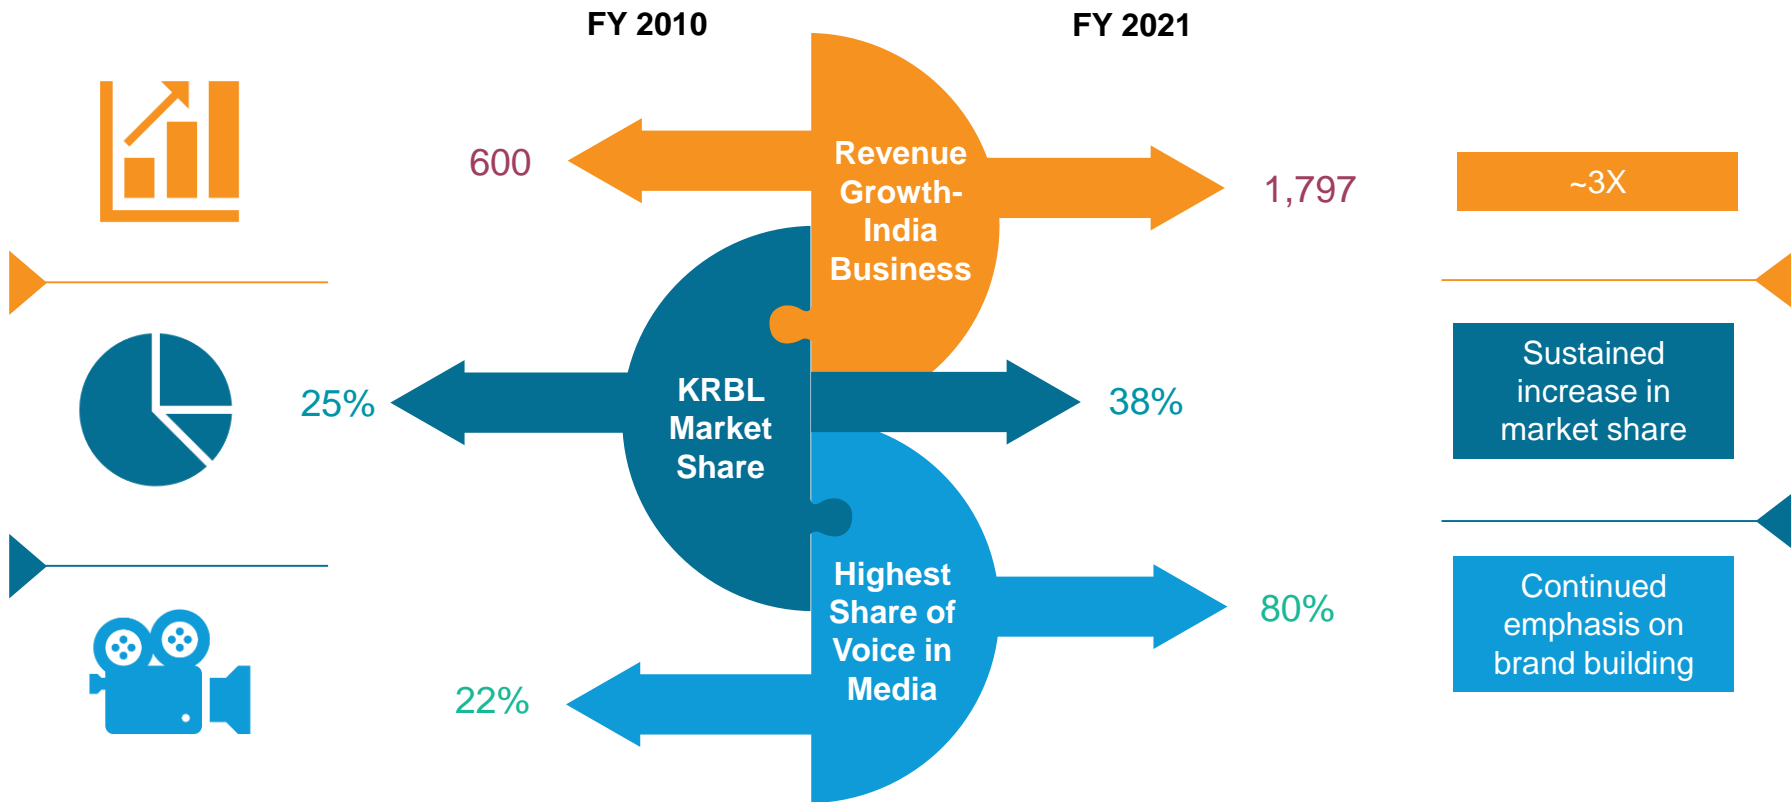 FY 2010
FY 2021
600
Revenue
Growth-
India
Business
1,797
~3X
25%
KRBL
Market
Share
38%
Sustained
increase in
market share
22%
Highest
Share of
Voice in
Media
80%
Continued
emphasis on
brand building